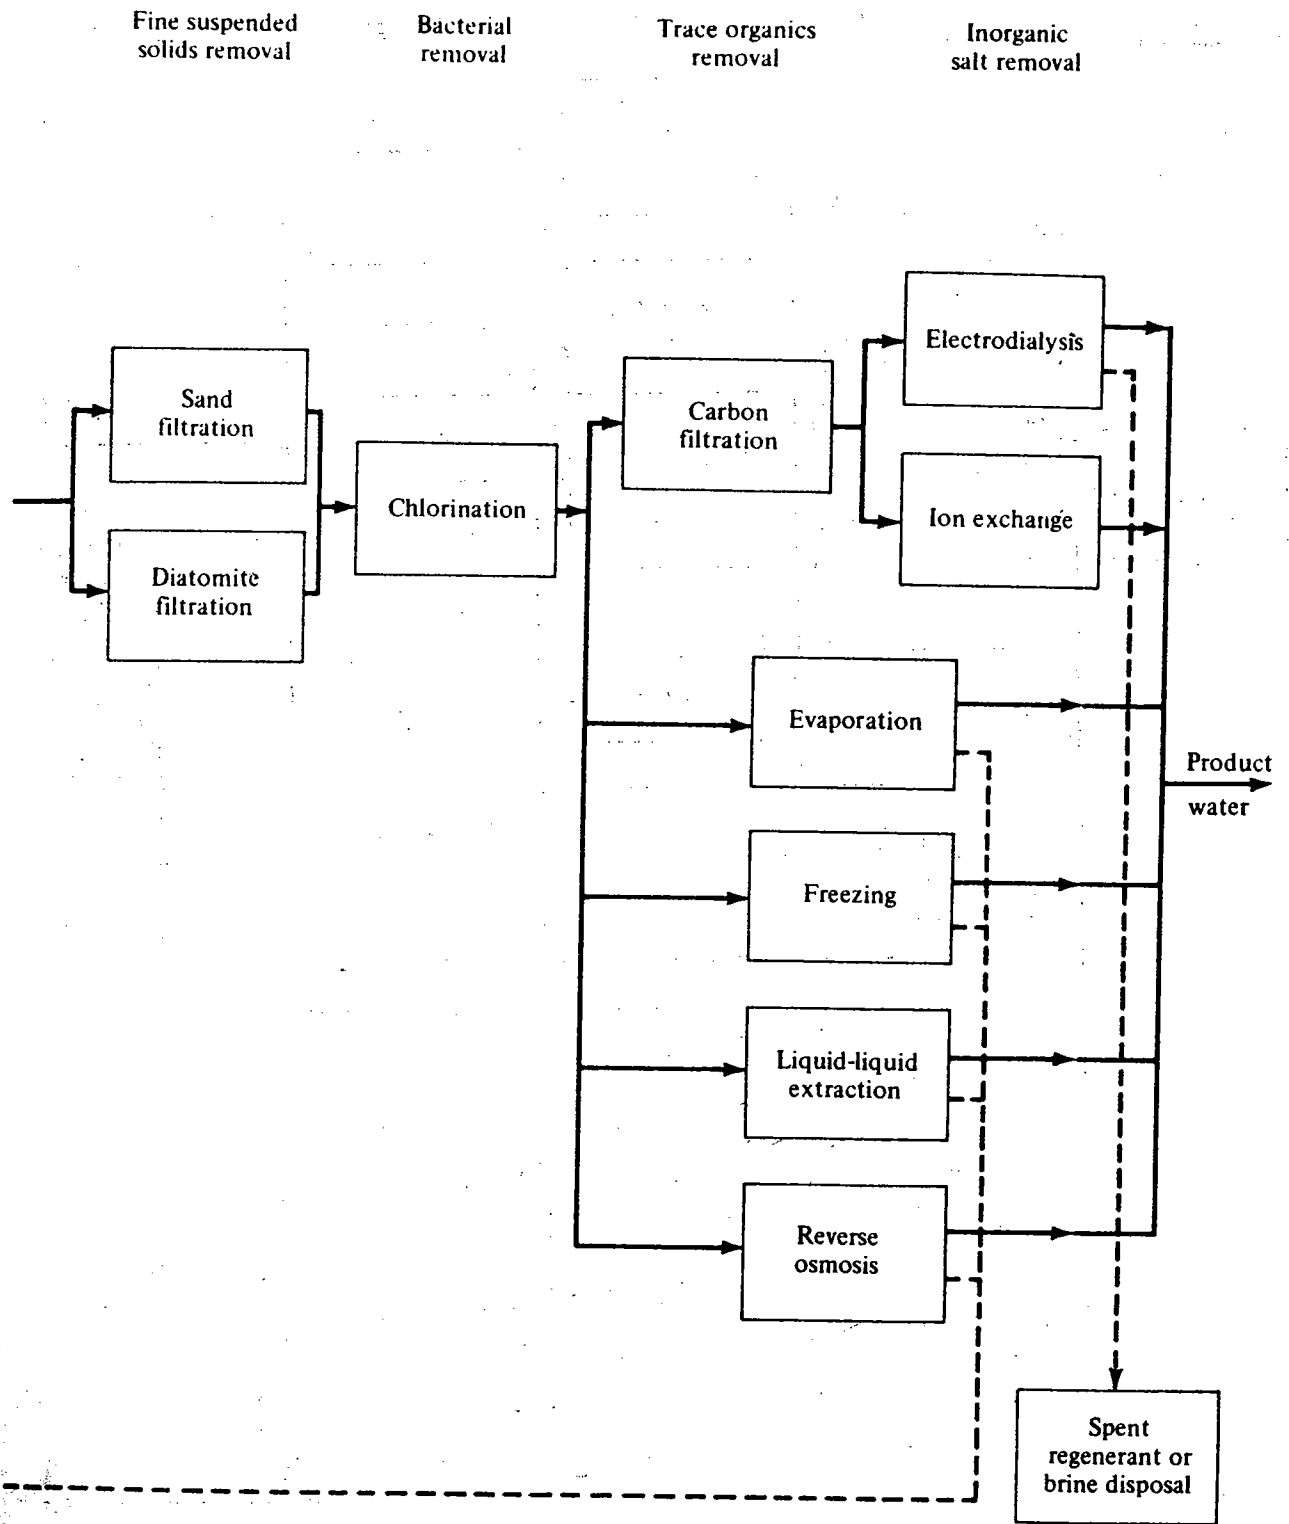 Fine suspended
solids removal
Bacterial
removal
Trace organics
removal
Inorganic
salt removal
Sand
filtration
Diatomite
filtration
Chlorination
Carbon
filtration
Electrodialysis
Ion exchange
Evaporation
Freezing
Liquid-liquid
extraction
Reverse
osmosis
Product
water
Spent
regenerant or
brine disposal